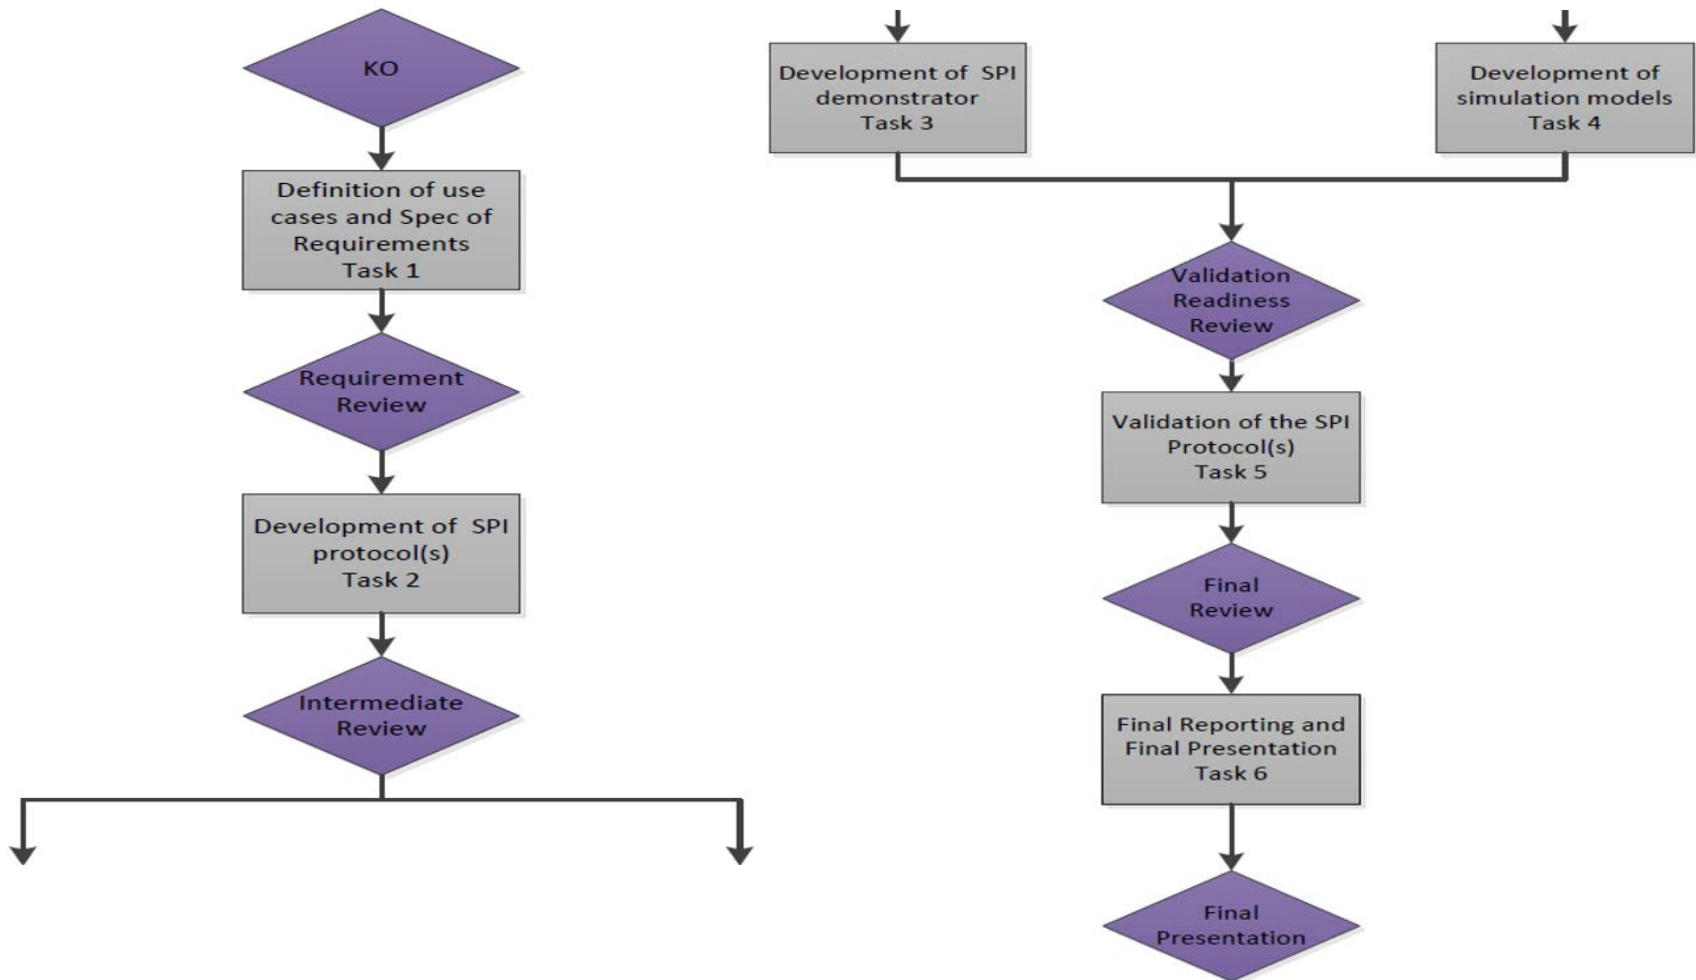 KO
Definition of use
cases and Spec of
Requirements
Task 1
Requirement
Review
Development of SPI
protocol(s)
Task 2
Intermediate
Review
Development of SPI
demonstrator
Task 3
Development of
simulation models
Task 4
Validation
Readiness
Review
Validation of the SPI
Protocol(s)
Task 5
Final
Review
Final Reporting and
Final Presentation
Task 6
Final
Presentation